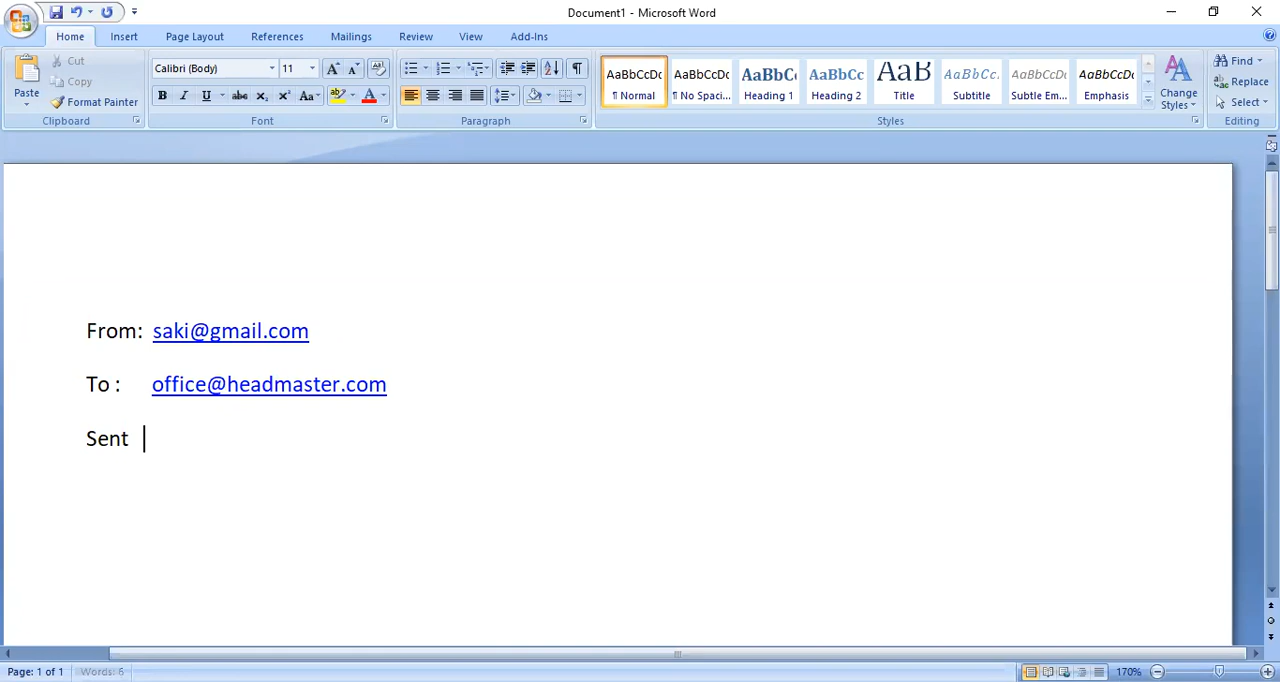 Document1 - Microsoft Word
Home Insert Page Layout References Mailings Review View Add-Ins
Paste
Cut
Copy
Format Painter
Clipboard
Calibri (Body) 11
Font
Paragraph
AaBbCcDc AaBbCcDc AaBbC AaBbCc AaB AaBbCc. AaBbCcDc AaBbCcDc
¶ Normal ¶ No Spaci... Heading 1 Heading 2 Title Subtitle Subtle Em... Emphasis
Change Styles
Styles
Find
Replace
Select
Editing
From: saki@gmail.com
To : office@headmaster.com
Sent
Page: 1 of 1 Words: 6 170%